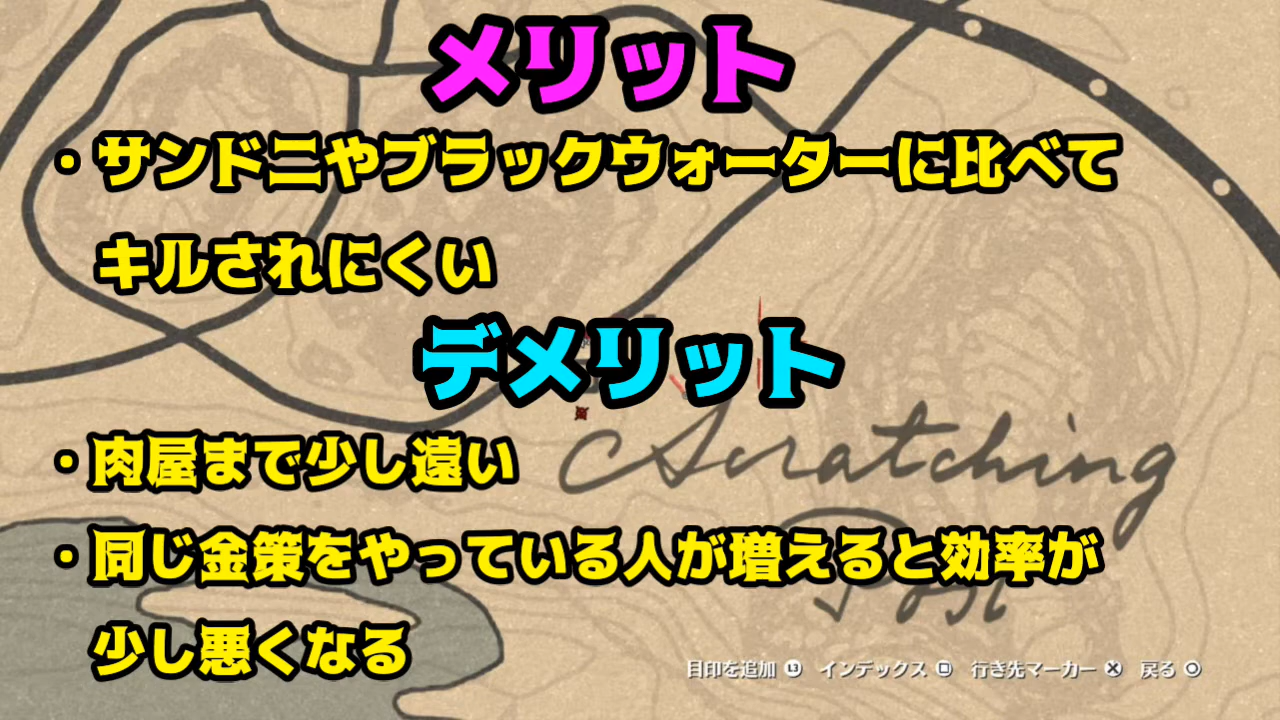 メリット
・サンドニやブラックウォーターに比べて
キルされにくい
デメリット
・肉屋まで少し遠い
Scratching
・同じ金策をやっている人が増えると効率が
Post
少し悪くなる
目印を追加 L3 インデックス 行き先マーカー 戻る